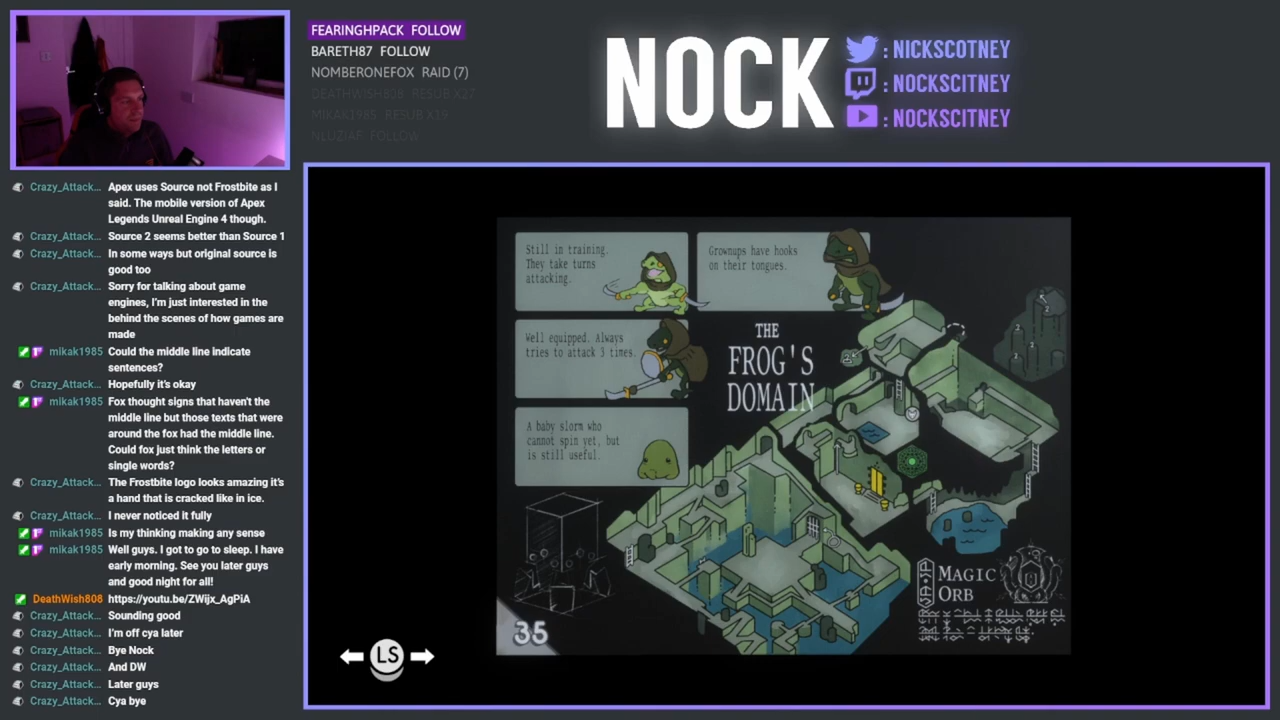 FEARINGHPACK FOLLOW
BARETH87 FOLLOW
NOMBERONEFOX RAID (7)
DEATHWISH808 RESUB X27
MIKAK1985 RESUB X19
NLUZIAF FOLLOW
NOCK
: NICKSCOTNEY
: NOCKSCITNEY
: NOCKSCITNEY
Crazy_Attack... Apex uses Source not Frostbite as I
said. The mobile version of Apex
Legends Unreal Engine 4 though.
Crazy_Attack... Source 2 seems better than Source 1
Crazy_Attack... In some ways but original source is
good too
Crazy_Attack... Sorry for talking about game
engines, I'm just interested in the
behind the scenes of how games are
made
mikak1985 Could the middle line indicate
sentences?
Crazy_Attack... Hopefully it's okay
mikak1985 Fox thought signs that haven't the
middle line but those texts that were
around the fox had the middle line.
Could fox just think the letters or
single words?
Crazy_Attack... The Frostbite logo looks amazing it's
a hand that is cracked like in ice.
Crazy_Attack... I never noticed it fully
mikak1985 Is my thinking making any sense
mikak1985 Well guys. I got to go to sleep. I have
early morning. See you later guys
and good night for all!
DeathWish808 https://youtu.be/ZWijx_AgPiA
Crazy_Attack... Sounding good
Crazy_Attack... I'm off cya later
Crazy_Attack... Bye Nock
Crazy_Attack... And DW
Crazy_Attack... Later guys
Crazy_Attack... Cya bye
Still in training.
They take turns
attacking.
Grownups have hooks
on their tongues.
Well equipped. Always
tries to attack 3 times.
A baby slorm who
cannot spin yet, but
is still useful.
THE
FROG'S
DOMAIN
MAGIC
ORB
35
LS